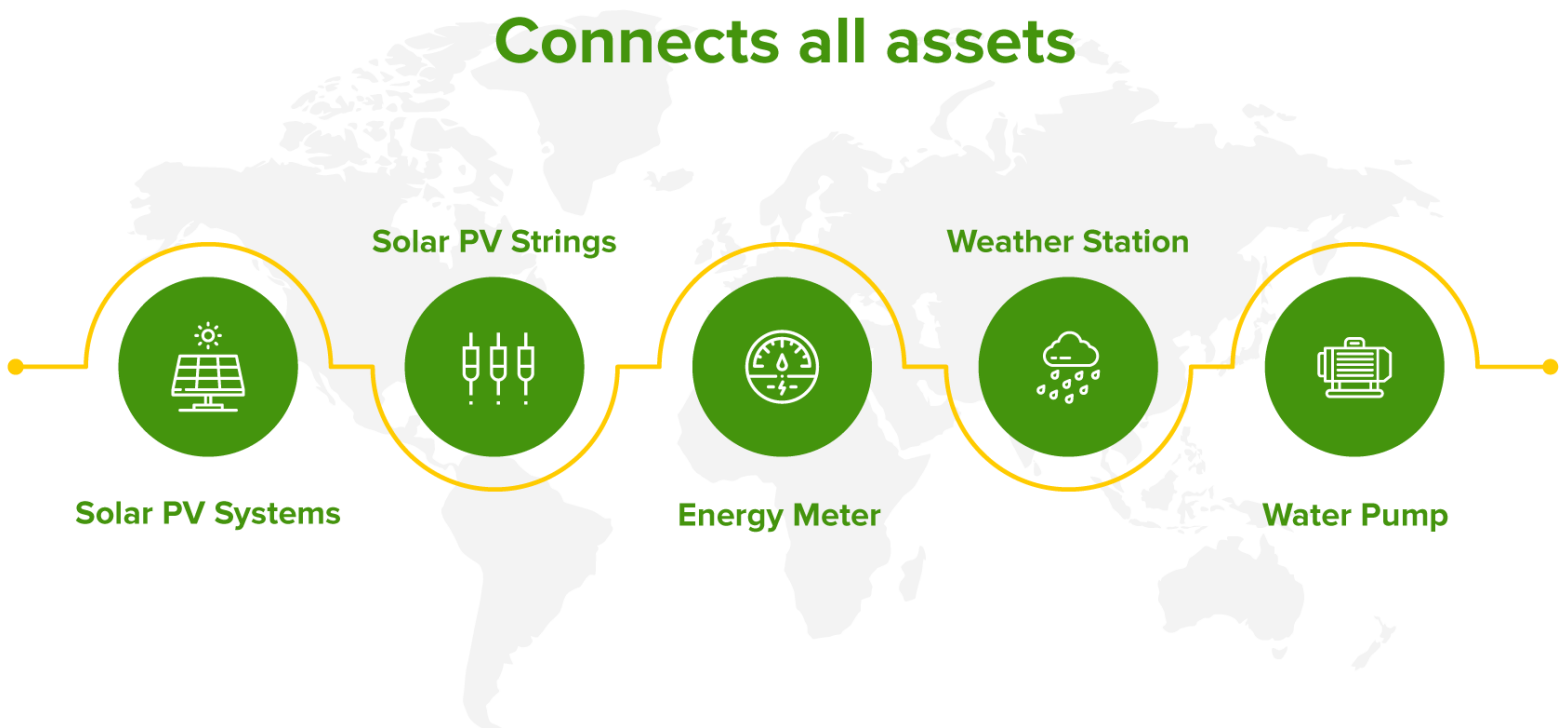 Connects all assets
Solar PV Strings
Weather Station
Solar PV Systems
Energy Meter
Water Pump